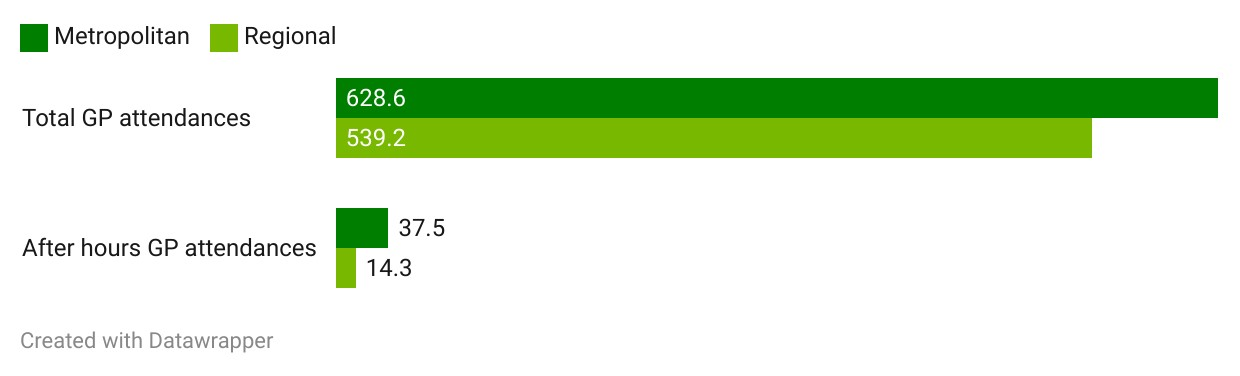 Metropolitan Regional
Total GP attendances
628.6
539.2
After hours GP attendances
37.5
14.3
Created with Datawrapper